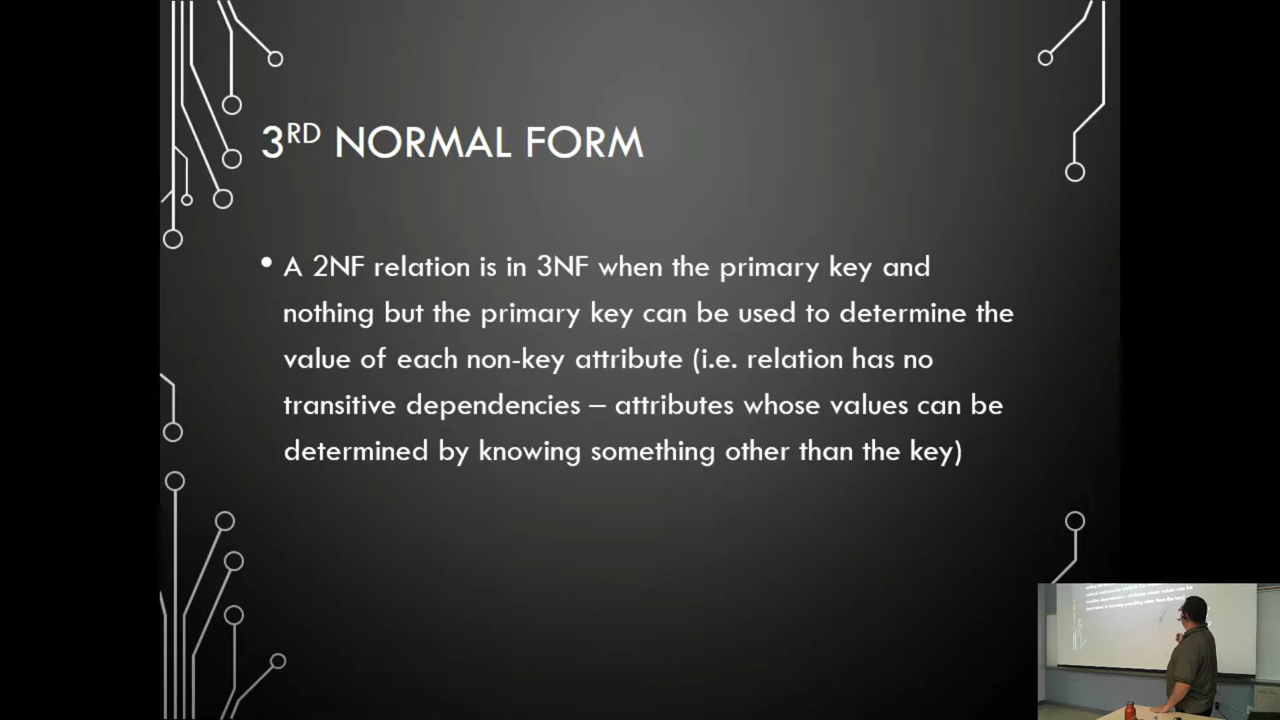 3RD NORMAL FORM
• A 2NF relation is in 3NF when the primary key and
nothing but the primary key can be used to determine the
value of each non-key attribute (i.e. relation has no
transitive dependencies – attributes whose values can be
determined by knowing something other than the key)